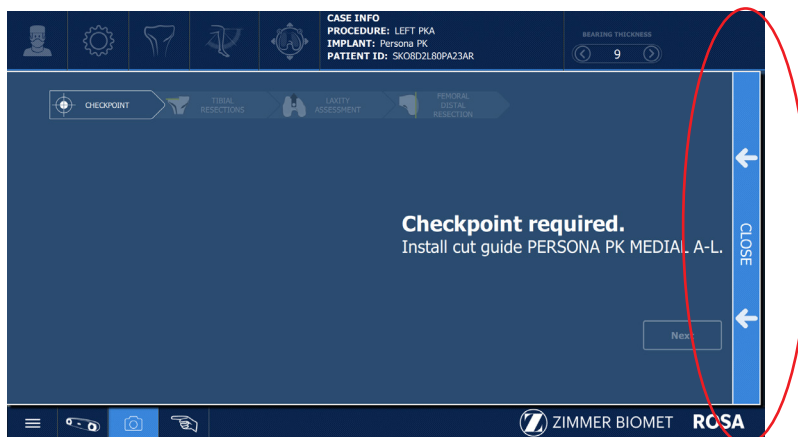 CASE INFO
PROCEDURE: LEFT PKA
IMPLANT: Persona PK
PATIENT ID: SKO8D2L80PA23AR
BEARING THICKNESS
9
CHECKPOINT
TIBIAL
RESECTIONS
LAXITY
ASSESSMENT
FEMORAL
DISTAL
RESECTION
Checkpoint required.
Install cut guide PERSONA PK MEDIAL A-L.
CLOSE
Next
ZIMMER BIOMET
ROSA